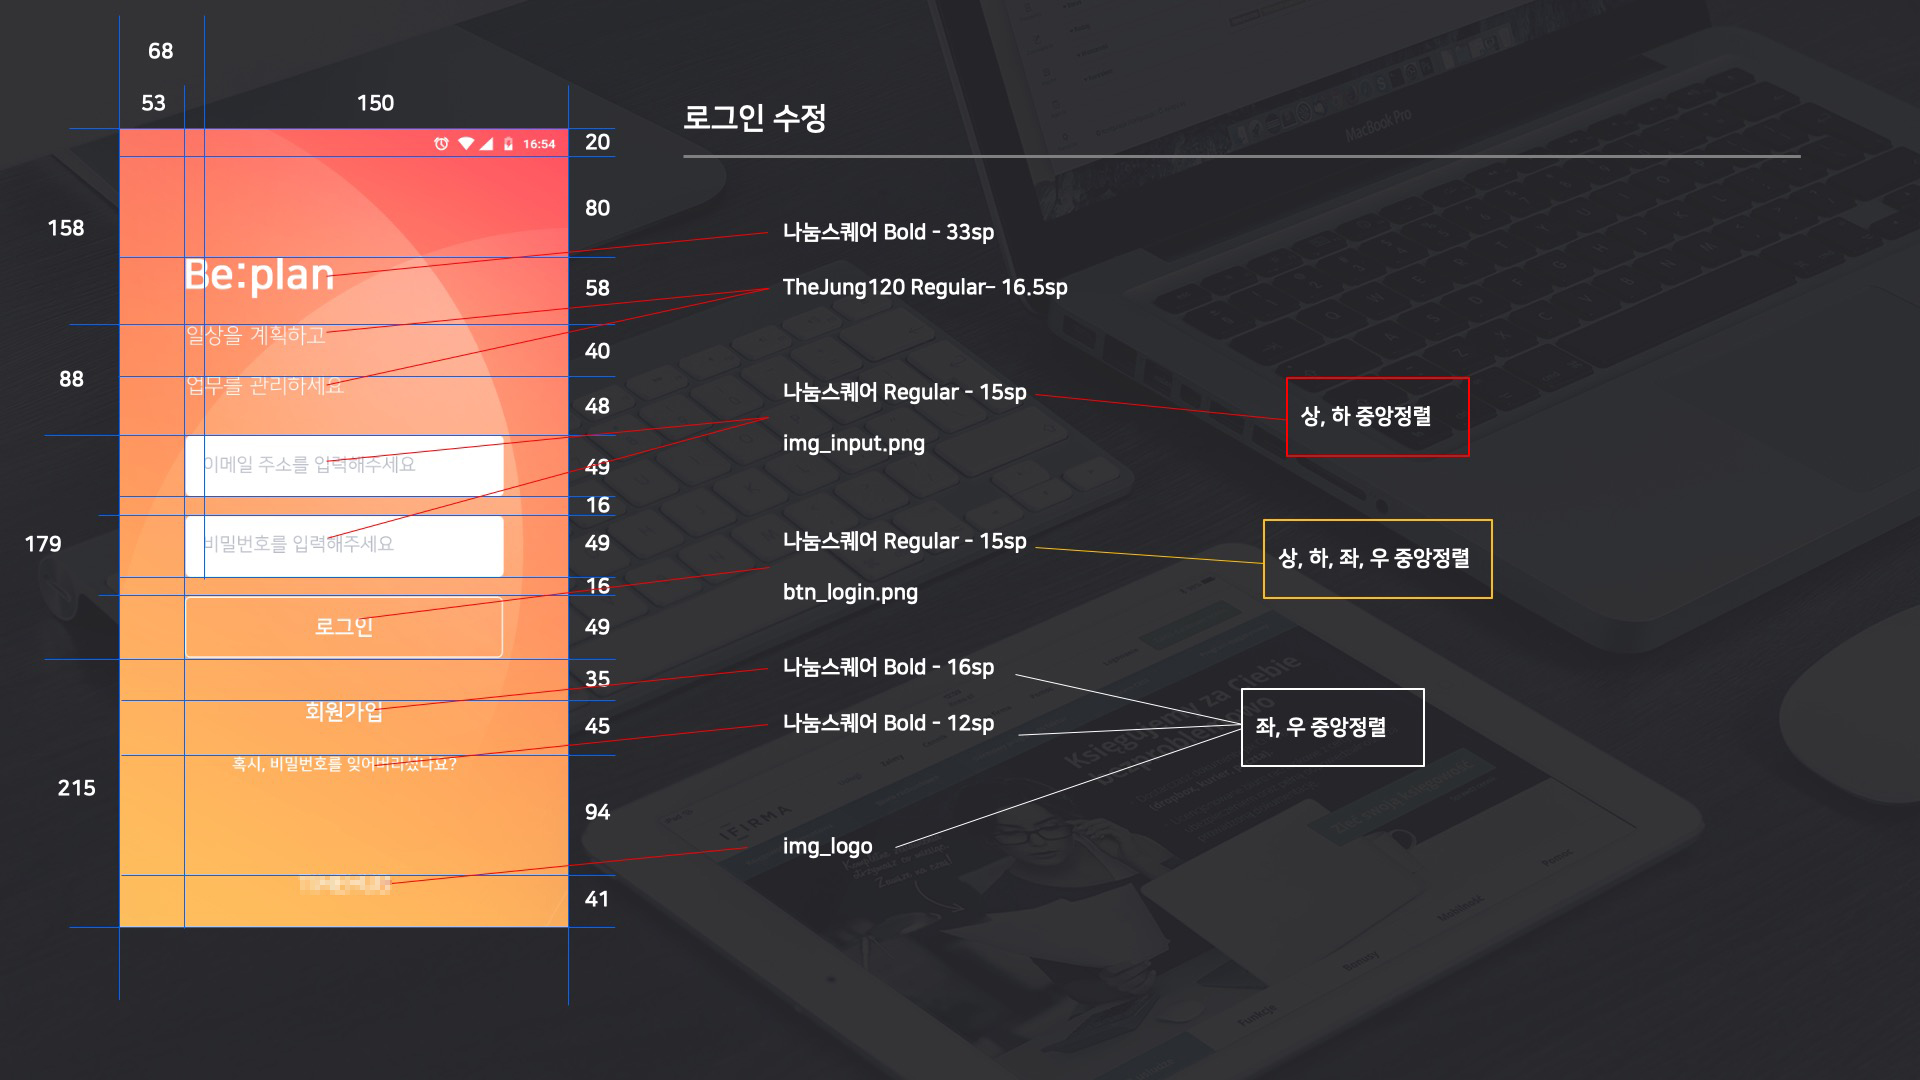 68
53
150
로그인 수정
20
16:54
158
80
나눔스퀘어 Bold - 33sp
Be:plan
58
TheJung120 Regular- 16.5sp
일상을 계획하고
40
88
업무를 관리하세요
48
나눔스퀘어 Regular - 15sp
상, 하 중앙정렬
img_input.png
이메일 주소를 입력해주세요
49
16
179
비밀번호를 입력해주세요
49
나눔스퀘어 Regular - 15sp
상, 하, 좌, 우 중앙정렬
16
btn_login.png
로그인
49
35
나눔스퀘어 Bold - 16sp
회원가입
45
나눔스퀘어 Bold - 12sp
좌, 우 중앙정렬
혹시, 비밀번호를 잊어버리셨나요?
215
94
img_logo
41
MacBook Pro
Księguj
za Ciebie
IFIRMA